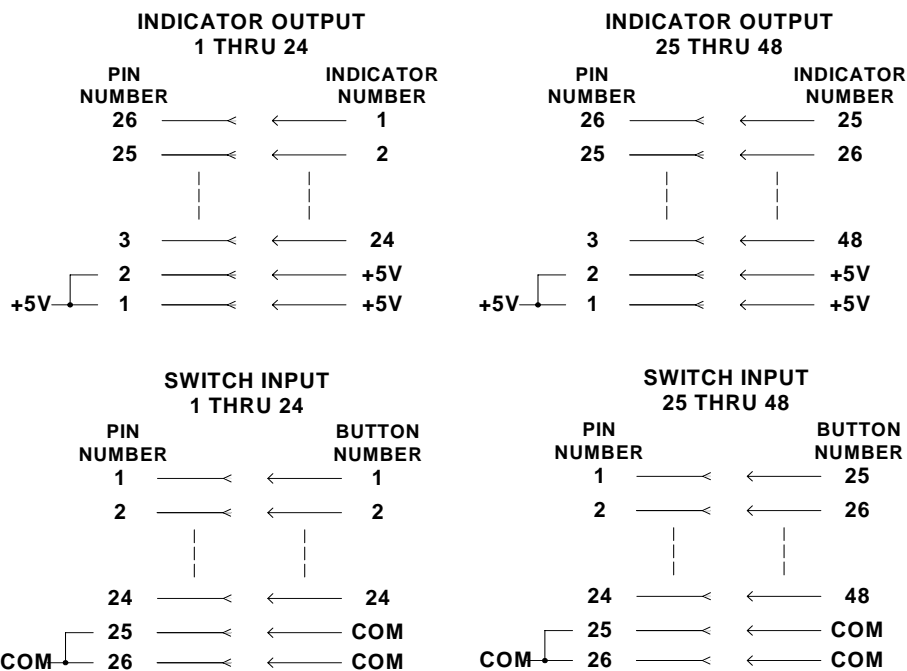 INDICATOR OUTPUT
1 THRU 24
PIN NUMBER INDICATOR NUMBER
26 1
25 2
3 24
2 +5V
+5V 1 +5V
INDICATOR OUTPUT
25 THRU 48
PIN NUMBER INDICATOR NUMBER
26 25
25 26
3 48
2 +5V
+5V 1 +5V
SWITCH INPUT
1 THRU 24
PIN NUMBER BUTTON NUMBER
1 1
2 2
24 24
25 COM
COM 26 COM
SWITCH INPUT
25 THRU 48
PIN NUMBER BUTTON NUMBER
1 25
2 26
24 48
25 COM
COM 26 COM